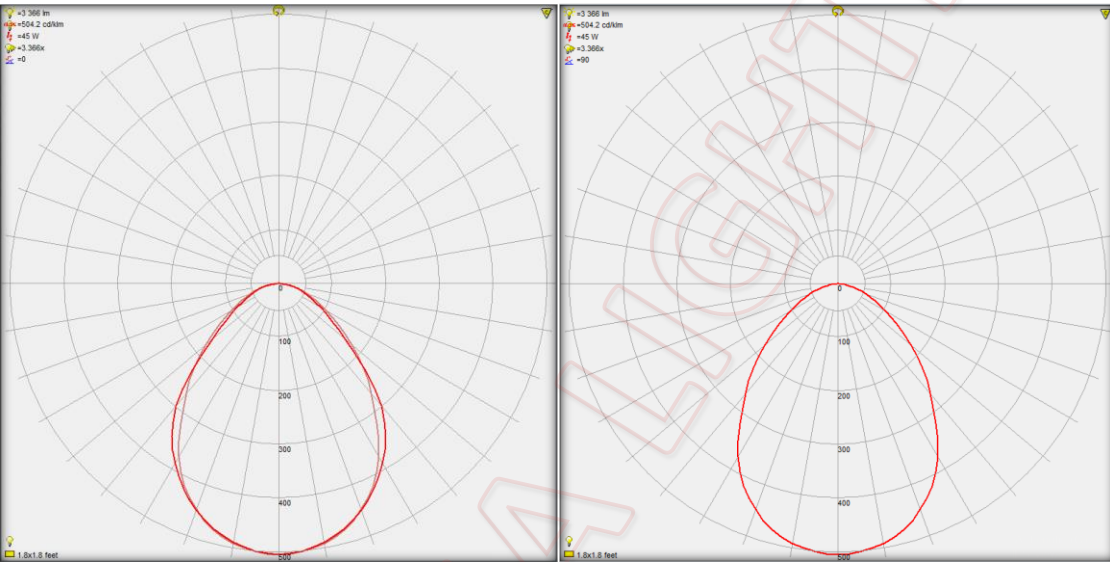 =3 366 lm
=504.2 cd/klm
=45 W
=3.366x
=0
0
100
200
300
400
500
1.8x1.8 feet
=3 366 lm
=504.2 cd/klm
=45 W
=3.366x
=90
0
100
200
300
400
500
1.8x1.8 feet
LIGHT